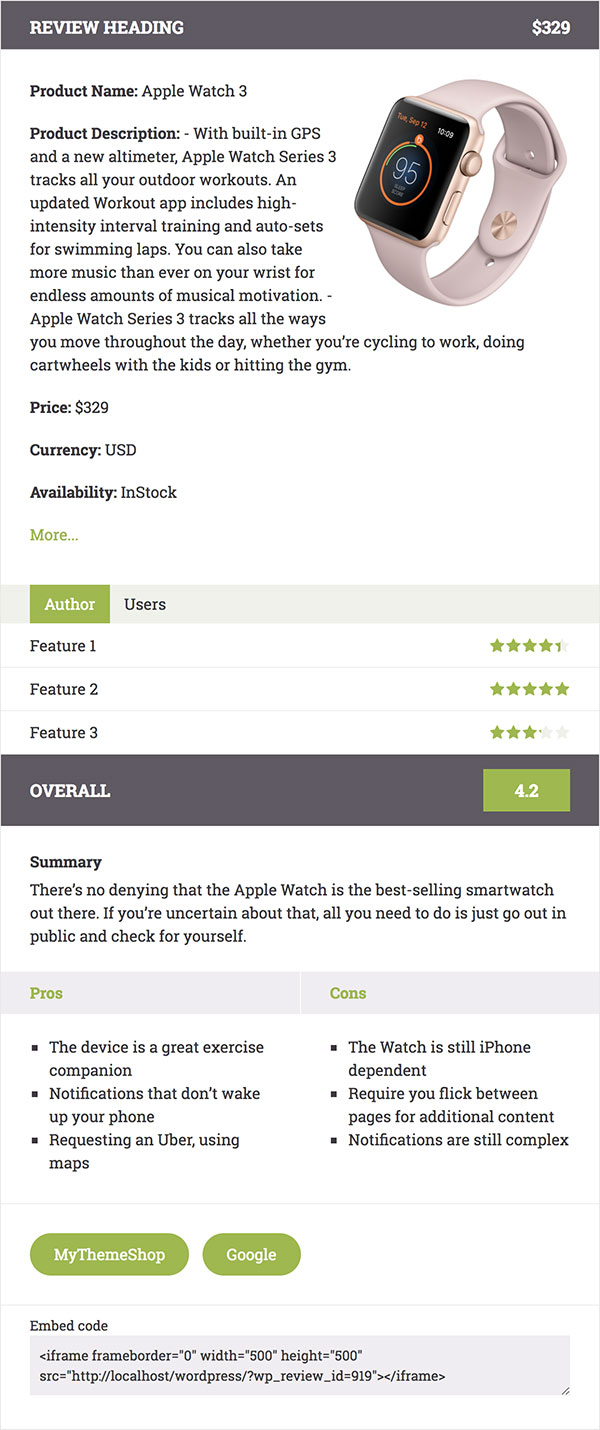 REVIEW HEADING
$329
Product Name: Apple Watch 3
Product Description: - With built-in GPS
and a new altimeter, Apple Watch Series 3
tracks all your outdoor workouts. An
updated Workout app includes high-
intensity interval training and auto-sets
for swimming laps. You can also take
more music than ever on your wrist for
endless amounts of musical motivation. -
Apple Watch Series 3 tracks all the ways
you move throughout the day, whether you’re cycling to work, doing
cartwheels with the kids or hitting the gym.
Tue, Sep 12
10:09
95
SLEEP
SCORE
Price: $329
Currency: USD
Availability: InStock
More...
Author
Users
Feature 1
Feature 2
Feature 3
OVERALL
4.2
Summary
There’s no denying that the Apple Watch is the best-selling smartwatch
out there. If you’re uncertain about that, all you need to do is just go out in
public and check for yourself.
Pros
The device is a great exercise
companion
Notifications that don’t wake
up your phone
Requesting an Uber, using
maps
Cons
The Watch is still iPhone
dependent
Require you flick between
pages for additional content
Notifications are still complex
MyThemeShop
Google
Embed code
<iframe frameborder="0" width="500" height="500"
src="http://localhost/wordpress/?wp_review_id=919"></iframe>